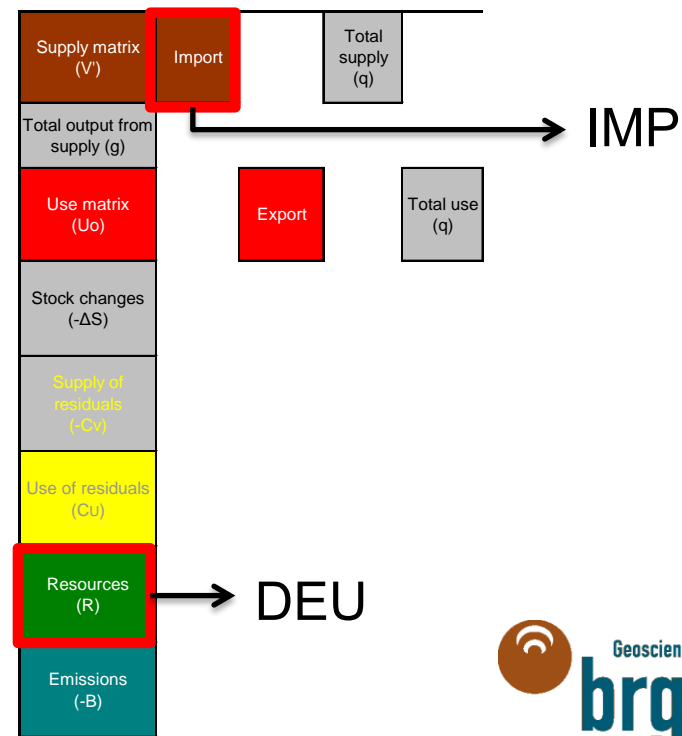 Supply matrix
(V')
Import
Total
supply
(q)
IMP
Total output from
supply (g)
Use matrix
(Uo)
Export
Total use
(q)
Stock changes
(-ΔS)
Supply of
residuals
(-Cv)
Use of residuals
(Cu)
Resources
(R)
DEU
Emissions
(-B)
Geoscien
brg